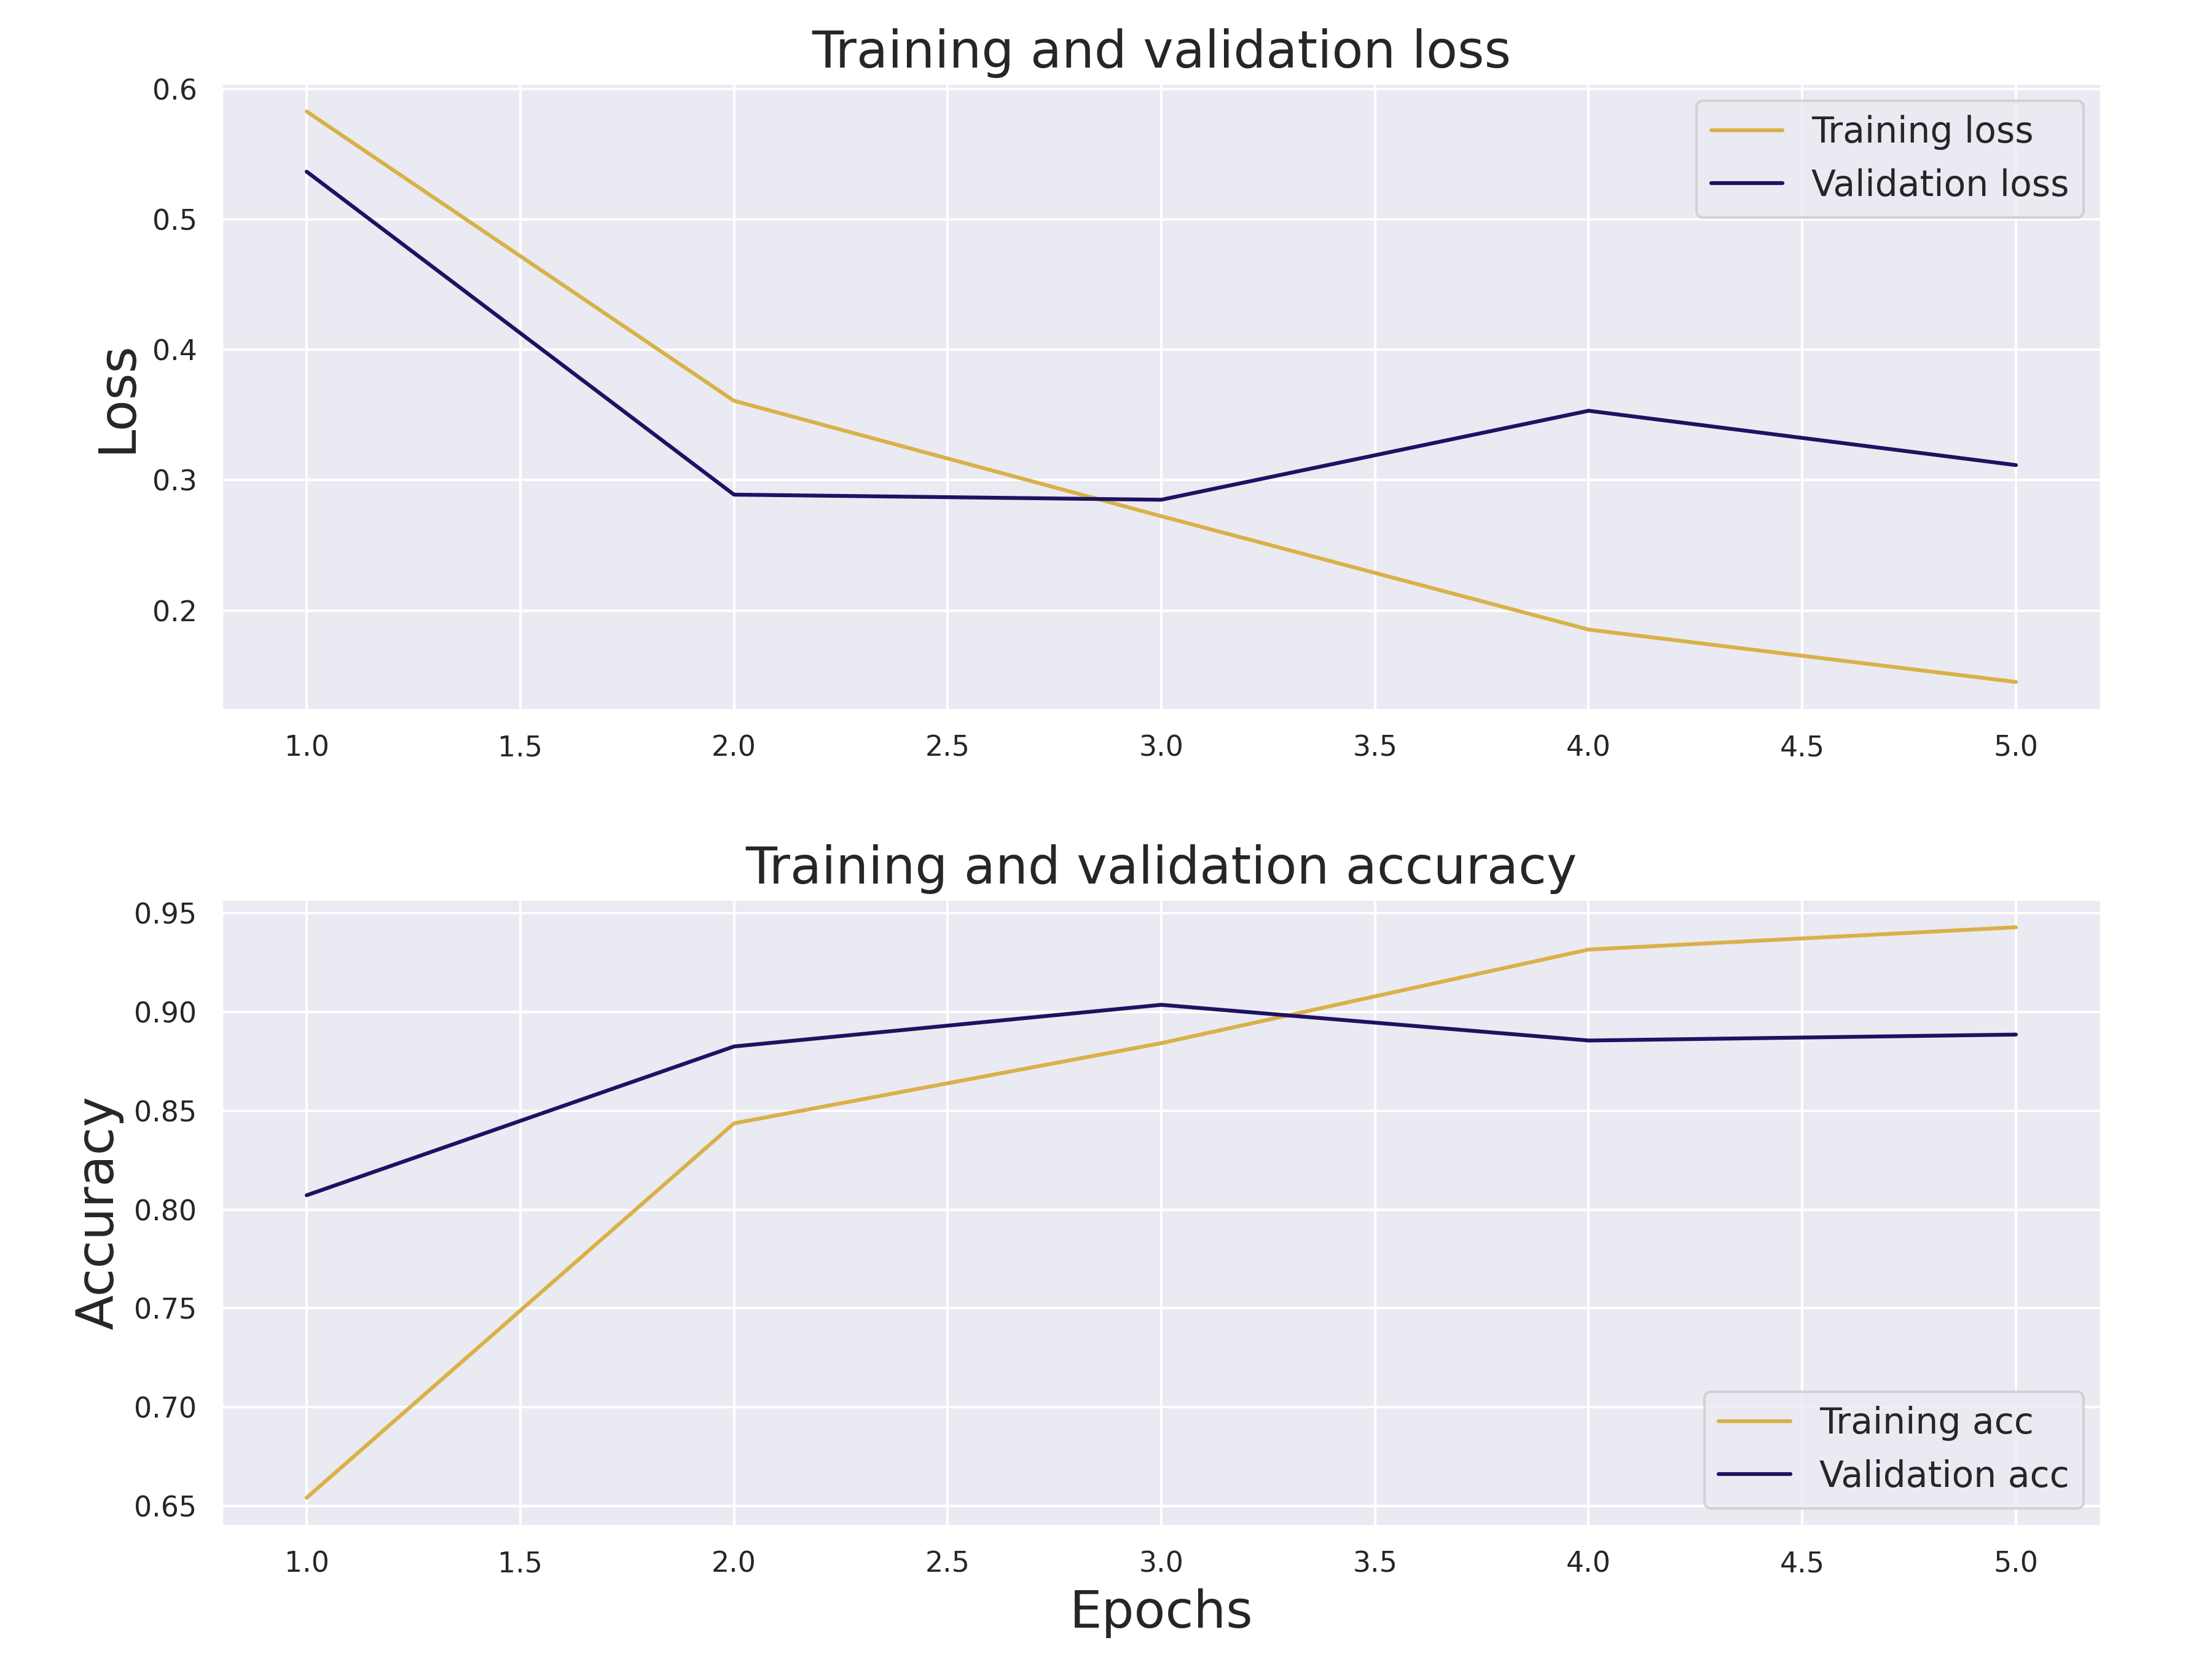 Training and validation loss
Loss
0.6
0.5
0.4
0.3
0.2
Training loss
Validation loss
1.0 1.5 2.0 2.5 3.0 3.5 4.0 4.5 5.0
Training and validation accuracy
Accuracy
0.95
0.90
0.85
0.80
0.75
0.70
0.65
Training acc
Validation acc
1.0 1.5 2.0 2.5 3.0 3.5 4.0 4.5 5.0
Epochs